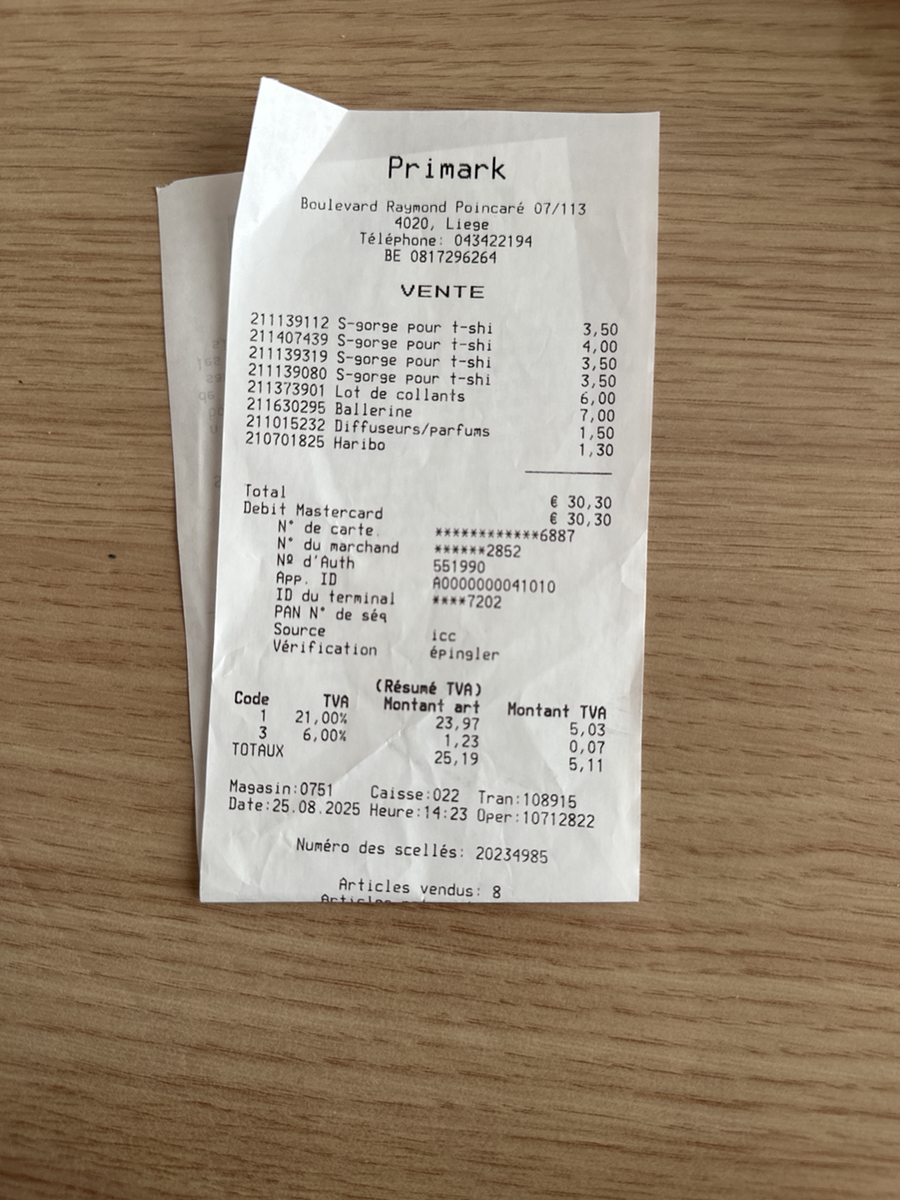 Primark
Boulevard Raymond Poincaré 07/113
4020, Liege
Téléphone: 043422194
BE 0817296264
VENTE
211139112 S-gorge pour t-shi 3,50
211407439 S-gorge pour t-shi 4,00
211139319 S-gorge pour t-shi 3,50
211139080 S-gorge pour t-shi 3,50
211373901 Lot de collants 6,00
211630295 Ballerine 7,00
211015232 Diffuseurs/parfums 1,50
210701825 Haribo 1,30
Total € 30,30
Debit Mastercard € 30,30
N° de carte ************6887
N° du marchand ******2852
Nº d'Auth 551990
App. ID A0000000041010
ID du terminal ****7202
PAN N° de séq
Source icc
Vérification épingler
(Résumé TVA)
Code TVA Montant art Montant TVA
1 21,00% 23,97 5,03
3 6,00% 1,23 0,07
TOTAUX 25,19 5,11
Magasin:0751 Caisse:022 Tran:108915
Date:25.08.2025 Heure:14:23 Oper:10712822
Numéro des scellés: 20234985
Articles vendus: 8
Articles